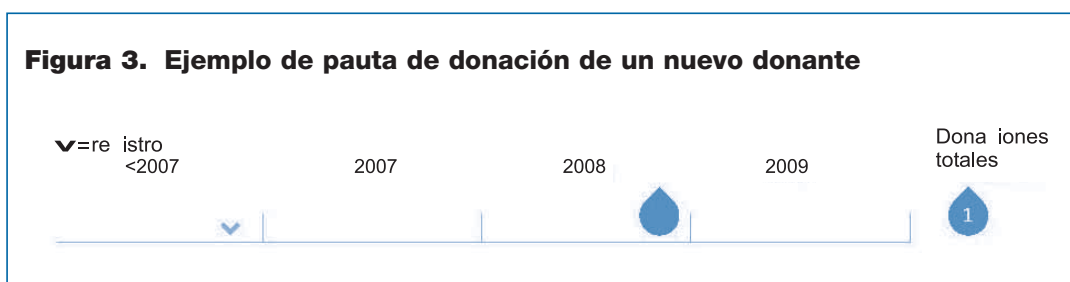 Figura 3. Ejemplo de pauta de donación de un nuevo donante
v=re istro
<2007
2007
2008
2009
Dona iones
totales
1